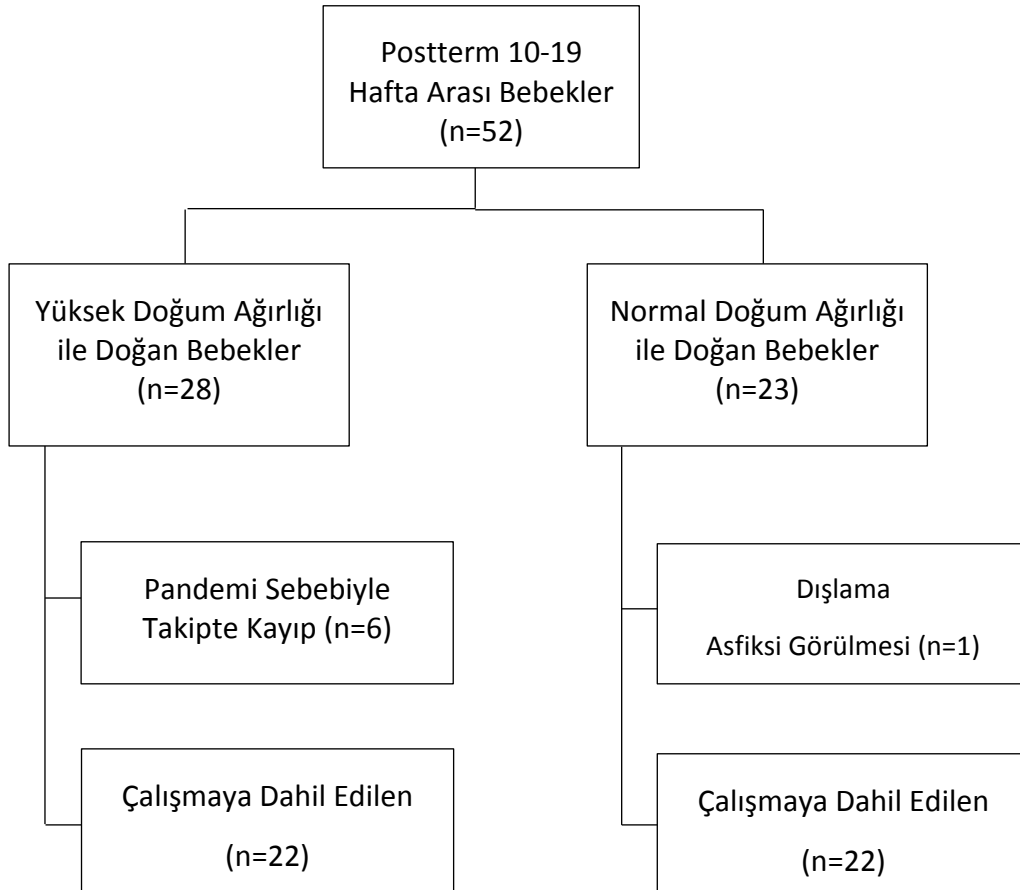 Postterm 10-19
Hafta Arası Bebekler
(n=52)
Yüksek Doğum Ağırlığı
ile Doğan Bebekler
(n=28)
Normal Doğum Ağırlığı
ile Doğan Bebekler
(n=23)
Pandemi Sebebiyle
Takipte Kayıp (n=6)
Dışlama
Asfiksi Görülmesi (n=1)
Çalışmaya Dahil Edilen
(n=22)
Çalışmaya Dahil Edilen
(n=22)